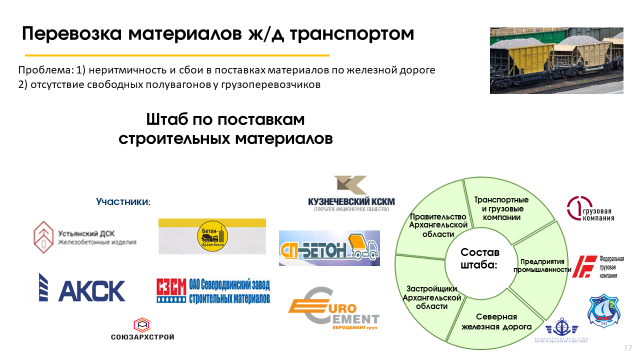 Перевозка материалов ж/д транспортом
Проблема: 1) неритмичность и сбои в поставках материалов по железной дороге
2) отсутствие свободных полувагонов у грузоперевозчиков
Штаб по поставкам
строительных материалов
Участники:
Устьянский ДСК
Железобетонные изделия
Бетон-
КУЗНЕЧЕВСКИЙ КСКМ
ОТКРЫТОЕ АКЦИОНЕРНОЕ ОБЩЕСТВО
СП-БЕТОН
АКСК
СЗСМ
ОАО Северодвинский завод
строительных материалов
EURO
CEMENT
ЕВРОЦЕМЕНТ груп
СОЮЗАРХСТРОЙ
Состав
штаба:
Транспортные
и грузовые
компании
Предприятия
промышленности
Северная
железная дорога
Застройщики
Архангельской
области
Правительство
Архангельской
области
Грузовая
компания
Федеральная
грузовая
компания
17